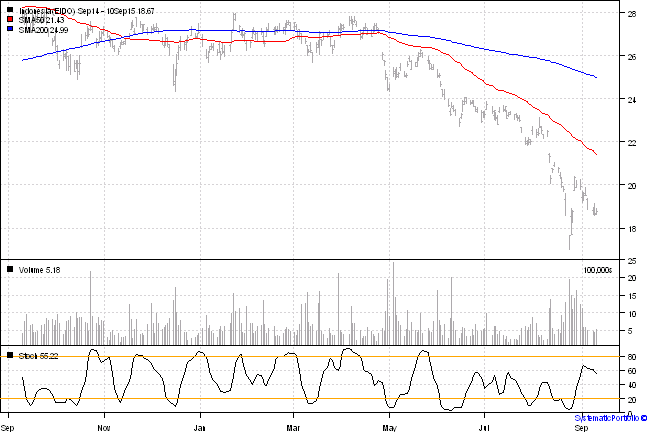 Indonesia (EIDO) Sep14 - 10Sep15 18.67
SMA50 21.43
SMA200 24.99
28
26
24
22
20
18
Volume 5.18
100,000s
25
20
15
10
5
Stoch 55.22
80
60
40
20
0
Sep Nov Jan Mar May Jul Sep
SystematicPortfolio ©